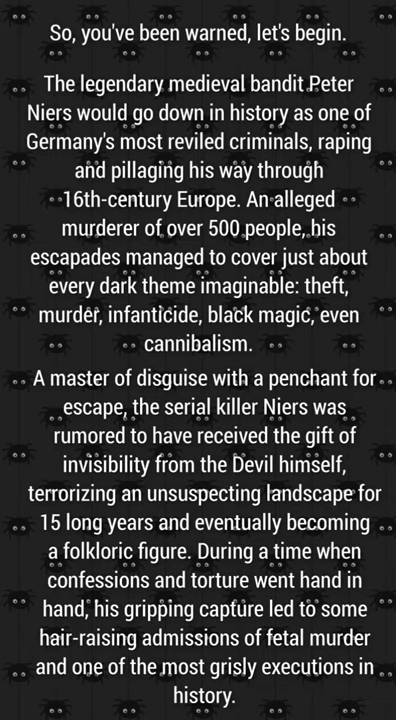 So, you've been warned, let's begin.
The legendary medieval bandit Peter
Niers would go down in history as one of
Germany's most reviled criminals, raping
and pillaging his way through
16th-century Europe. An alleged
murderer of over 500 people, his
escapades managed to cover just about
every dark theme imaginable: theft,
murder, infanticide, black magic, even
cannibalism.
A master of disguise with a penchant for
escape, the serial killer Niers was
rumored to have received the gift of
invisibility from the Devil himself,
terrorizing an unsuspecting landscape for
15 long years and eventually becoming
a folkloric figure. During a time when
confessions and torture went hand in
hand, his gripping capture led to some
hair-raising admissions of fetal murder
and one of the most grisly executions in
history.